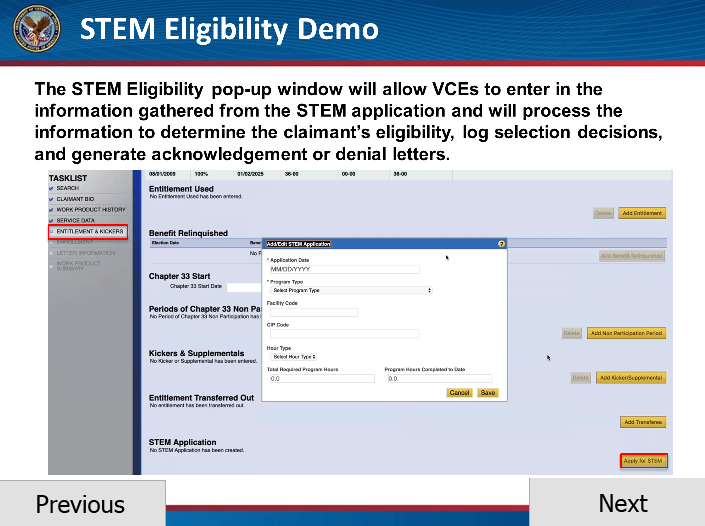 STEM Eligibility Demo
The STEM Eligibility pop-up window will allow VCEs to enter in the
information gathered from the STEM application and will process the
information to determine the claimant's eligibility, log selection decisions,
and generate acknowledgement or denial letters.
TASKLIST
SEARCH
CLAIMANT BIO
WORK PRODUCT HISTORY
SERVICE DATA
ENTITLEMENT & KICKERS
ENROLLMENT
LETTER INFORMATION
WORK PRODUCT
SUMMARY
08/01/2009 100% 01/02/2025 36-00 00-00 36-00
Entitlement Used
No Entitlement Used has been entered.
Delete Add Entitlement
Benefit Relinquished
Election Date
No
Add Benefit Relinquished
Chapter 33 Start
Chapter 33 Start Date
Periods of Chapter 33 Non Pa
No Period of Chapter 33 Non Participation has
Delete Add Non Participation Period
Kickers & Supplementals
No Kicker or Supplemental has been entered.
Delete Add Kicker/Supplemental
Entitlement Transferred Out
No entitlement has been transferred out.
Add Transferee
STEM Application
No STEM Application has been created.
Apply for STEM
Add/Edit STEM Application ?
* Application Date
MM/DD/YYYY
* Program Type
Select Program Type
Facility Code
CIP Code
Hour Type
Select Hour Type
Total Required Program Hours Program Hours Completed to Date
0.0 0.0
Cancel Save
Previous Next